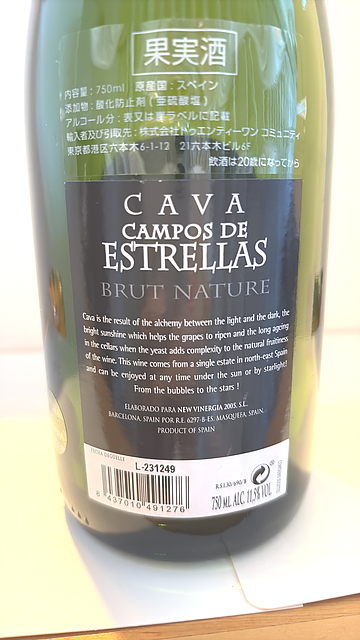 果実酒
内容量：750ml 原産国：スペイン
添加物：酸化防止剤（亜硫酸塩）
アルコール分：表又は裏ラベルに記載
輸入者及び引取先：株式会社トゥエンティーワン コミュニティ
東京都港区六本木6-1-12 21六本木ビル6F
飲酒は20歳になってから
CAVA
CAMPOS DE
ESTRELLAS
BRUT NATURE
Cava is the result of the alchemy between the light and the dark, the
bright sunshine which helps the grapes to ripen and the long ageing
in the cellars when the yeast adds complexity to the natural fruitiness
of the wine. This wine comes from a single estate in north-east Spain
and can be enjoyed at any time under the sun or by starlight!
From the bubbles to the stars !
ELABORADO PARA NEW VINERGIA 2005, S.L.
BARCELONA, SPAIN POR R.E. 6297-B-ES. MASQUEFA, SPAIN.
PRODUCT OF SPAIN
L-231249
8 437010 491276
750 ML. ALC. 11,5% VOL